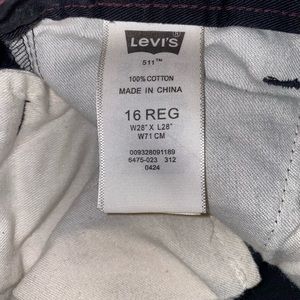 LEVI'S®
511™
100% COTTON
MADE IN CHINA
16 REG
W28" X L28"
W71 CM
009328091189
6475-023 312
0424